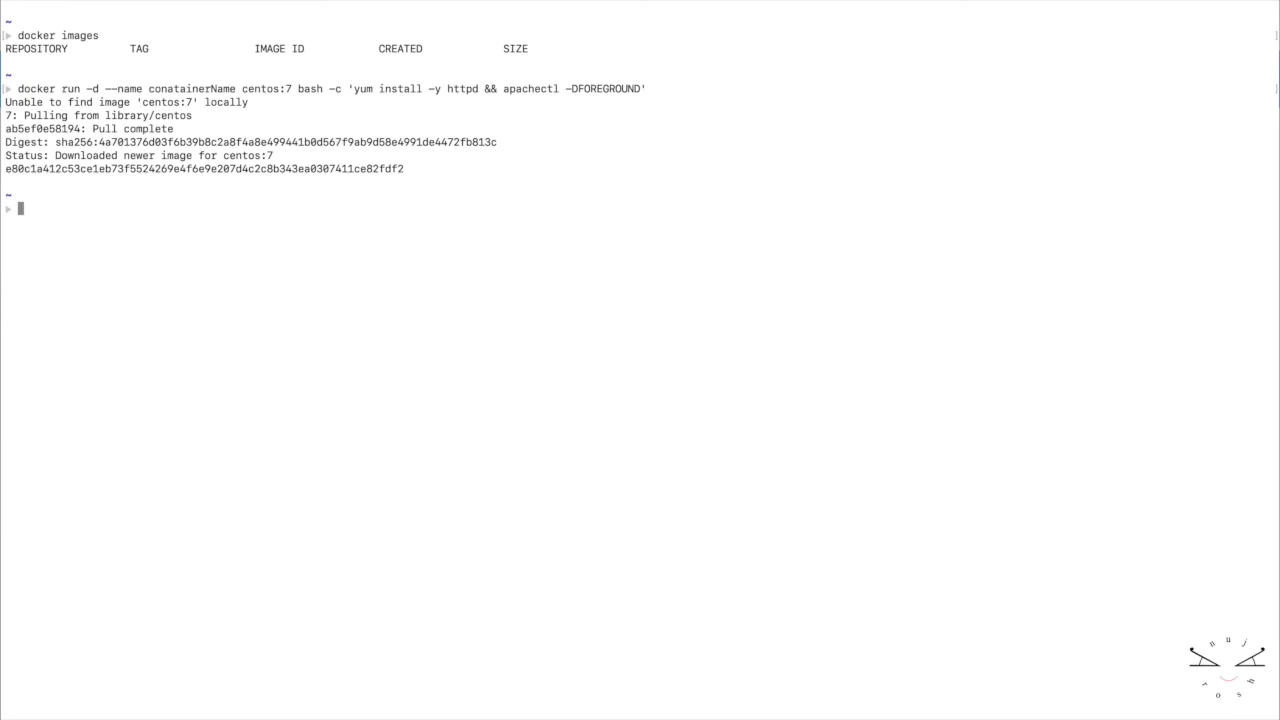 ~
docker images
REPOSITORY TAG IMAGE ID CREATED SIZE
~
docker run -d --name conatainerName centos:7 bash -c 'yum install -y httpd && apachectl -DFOREGROUND'
Unable to find image 'centos:7' locally
7: Pulling from library/centos
ab5ef0e58194: Pull complete
Digest: sha256:4a701376d03f6b39b8c2a8f4a8e499441b0d567f9ab9d58e4991de4472fb813c
Status: Downloaded newer image for centos:7
e80c1a412c53ce1eb73f5524269e4f6e9e207d4c2c8b343ea0307411ce82fdf2
~
n u j
r o s h